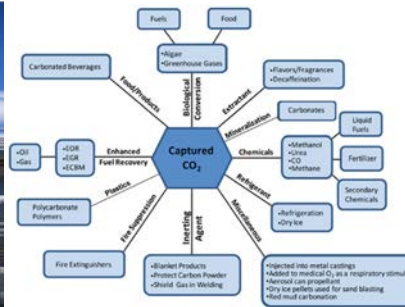 Fuels
Food
•Algae
•Greenhouse Gases
Carbonated Beverages
•Flavors/Fragrances
•Decaffeination
Food/Products
Biological
Conversion
Extractant
Mineralization
Carbonates
Liquid
Fuels
•Oil
•Gas
•EOR
•EGR
•ECBM
Enhanced
Fuel Recovery
Captured
CO2
Chemicals
•Methanol
•Urea
•CO
•Methane
Fertilizer
Secondary
Chemicals
Plastics
Refrigerant
Polycarbonate
Polymers
•Refrigeration
•Dry Ice
Fire Suppression
Inerting
Agent
Miscellaneous
Fire Extinguishers
•Blanket Products
•Protect Carbon Powder
•Shield Gas in Welding
•Injected into metal castings
•Added to medical O2 as a respiratory stimula
•Aerosol can propellant
•Dry ice pellets used for sand blasting
•Red mud carbonation